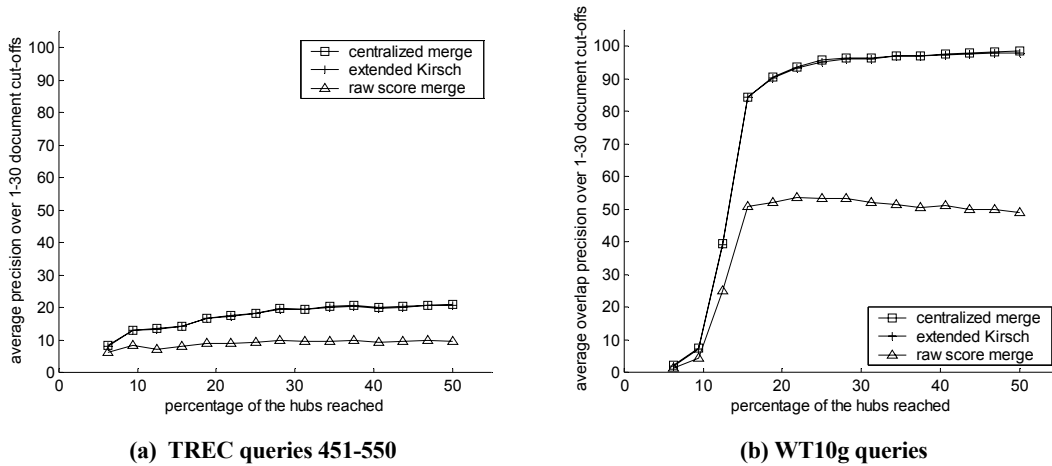 average precision over 1-30 document cut-offs
100
90
80
70
60
50
40
30
20
10
0
centralized merge
extended Kirsch
raw score merge
0 10 20 30 40 50
percentage of the hubs reached
(a) TREC queries 451-550
average overlap precision over 1-30 document cut-offs
100
90
80
70
60
50
40
30
20
10
0
centralized merge
extended Kirsch
raw score merge
0 10 20 30 40 50
percentage of the hubs reached
(b) WT10g queries